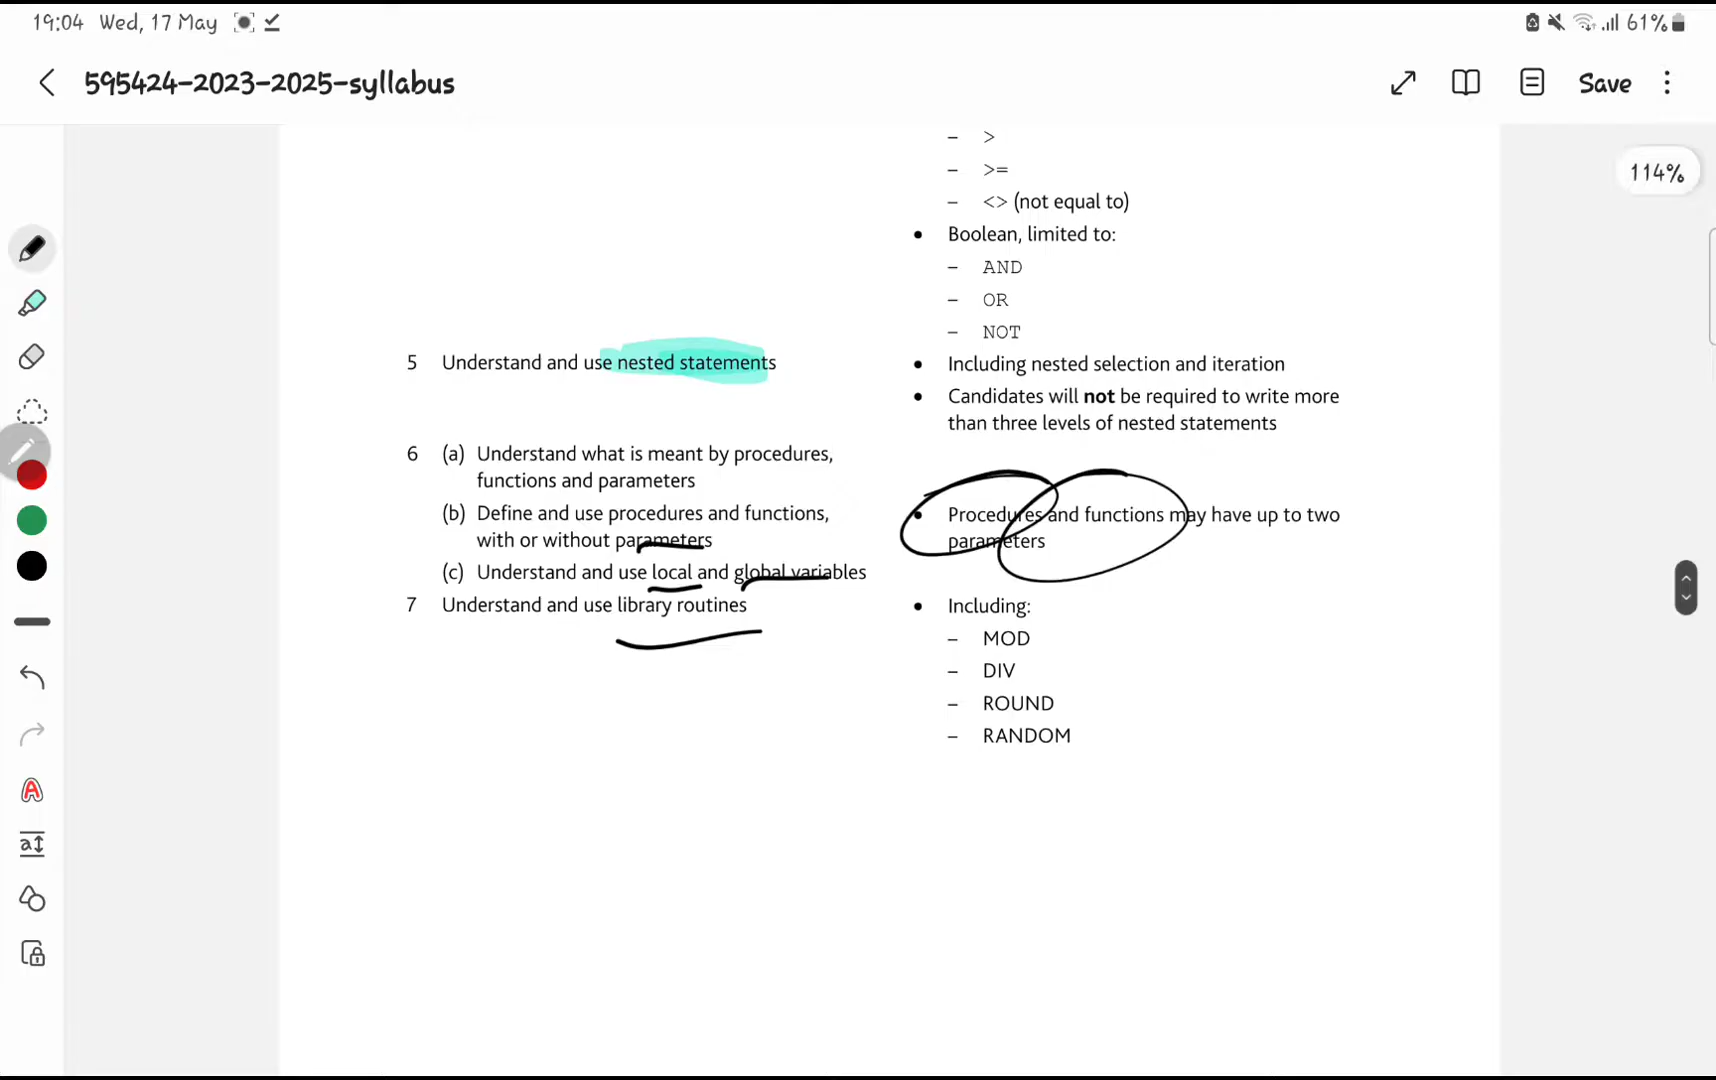 19:04 Wed, 17 May
61%
595424-2023-2025-syllabus
Save
114%
– >
– >=
– <> (not equal to)
• Boolean, limited to:
– AND
– OR
– NOT
5 Understand and use nested statements
• Including nested selection and iteration
• Candidates will not be required to write more
than three levels of nested statements
6 (a) Understand what is meant by procedures,
functions and parameters
(b) Define and use procedures and functions,
with or without parameters
• Procedures and functions may have up to two
parameters
(c) Understand and use local and global variables
7 Understand and use library routines
• Including:
– MOD
– DIV
– ROUND
– RANDOM
A
a